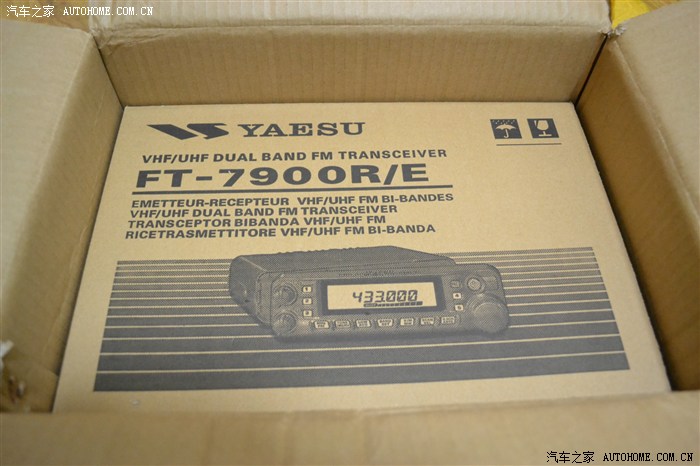 汽车之家 AUTOHOME.COM.CN
YAESU
VHF/UHF DUAL BAND FM TRANSCEIVER
FT-7900R/E
EMETTEUR-RECEPTEUR VHF/UHF FM BI-BANDES
VHF/UHF DUAL BAND FM TRANSCEIVER
TRANSCEPTOR BIBANDA VHF/UHF FM
RICETRASMETTITORE VHF/UHF FM BI-BANDA
433.000
汽车之家 AUTOHOME.COM.CN